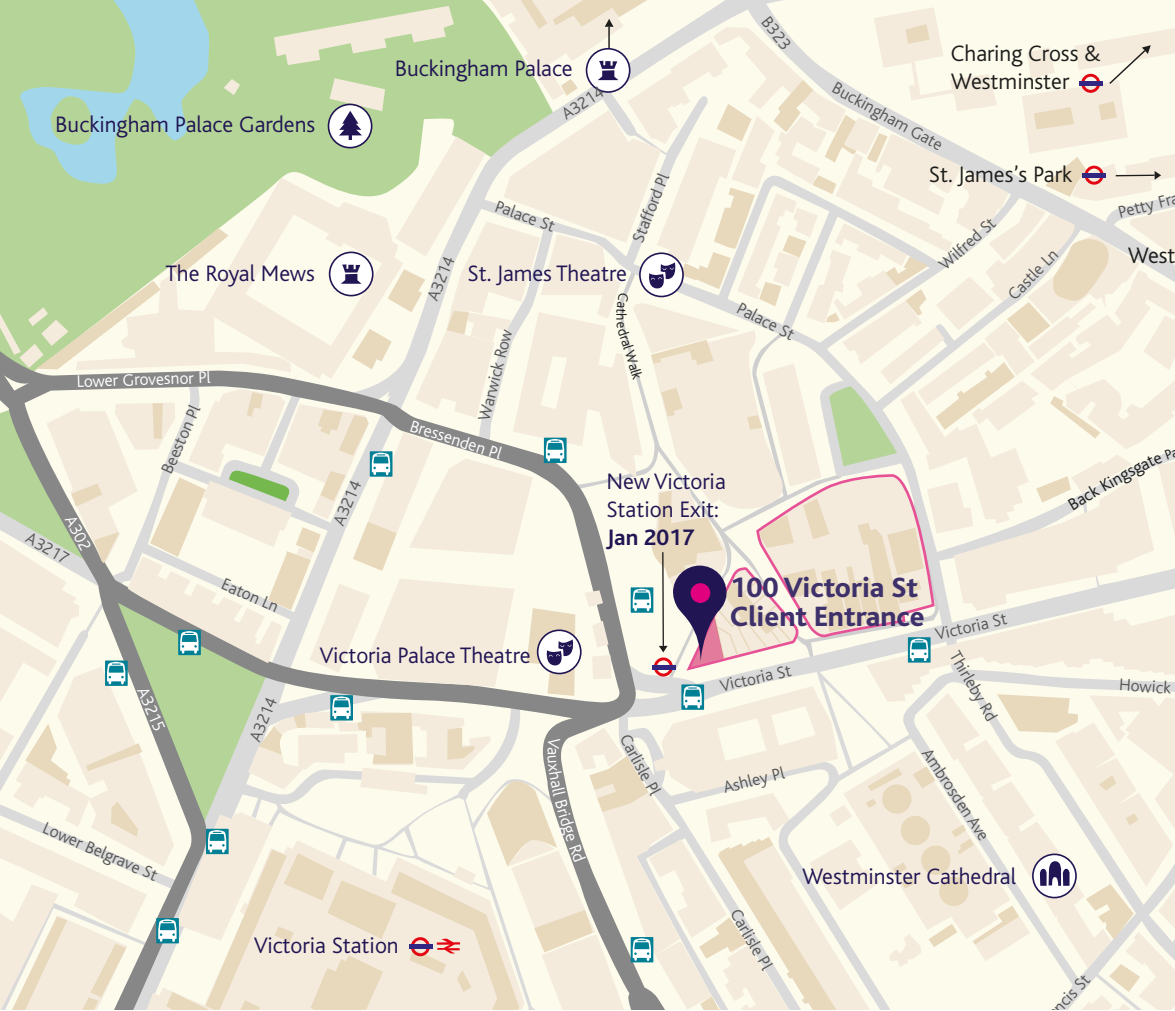 B323
Charing Cross &
Westminster
Buckingham Palace
A3214
Buckingham Gate
Buckingham Palace Gardens
St. James's Park
Petty Fra
Palace St
Stafford Pl
Wilfred St
West
Castle Ln
The Royal Mews
A3214
St. James Theatre
Cathedral Walk
Palace St
Warwick Row
Lower Grovesnor Pl
Beeston Pl
Bressenden Pl
Back Kingsgate Pa
New Victoria
Station Exit:
Jan 2017
A3214
A302
A3217
Eaton Ln
100 Victoria St
Client Entrance
Victoria St
Victoria Palace Theatre
Victoria St
Thirleby Rd
Howick
A3215
A3214
Carlisle Pl
Vauxhall Bridge Rd
Ashley Pl
Ambrosden Ave
Lower Belgrave St
Westminster Cathedral
Carlisle Pl
Victoria Station
ncis St